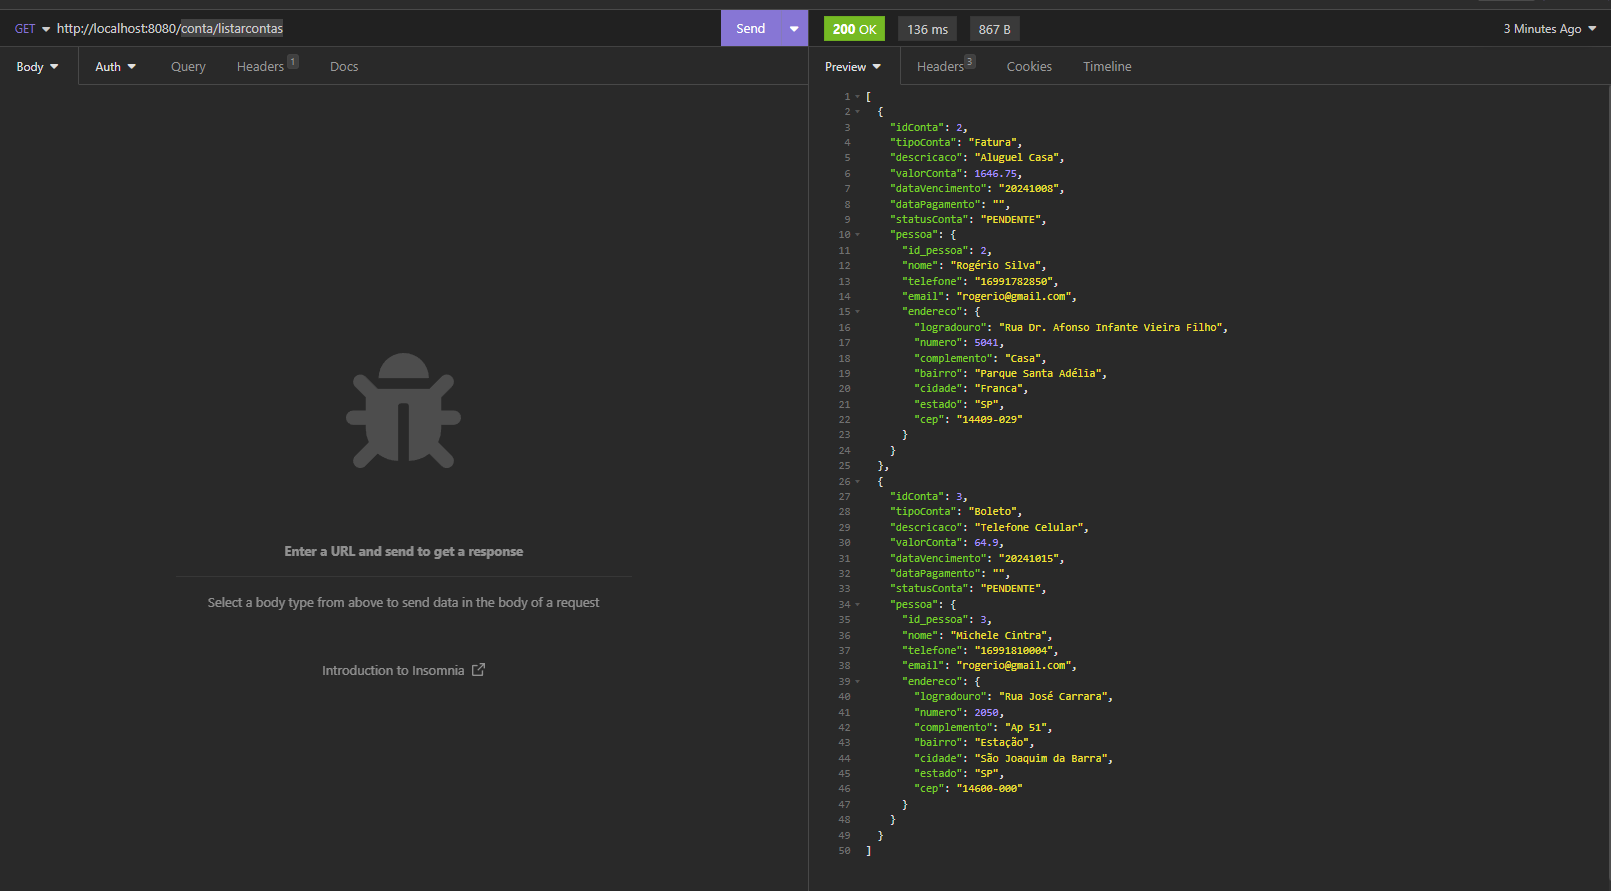 GET http://localhost:8080/conta/listarcontas Send 200 OK 136 ms 867 B 3 Minutes Ago
Body Auth Query Headers 1 Docs
Enter a URL and send to get a response
Select a body type from above to send data in the body of a request
Introduction to Insomnia
Preview Headers 3 Cookies Timeline
1 [
2 {
3 "idConta": 2,
4 "tipoConta": "Fatura",
5 "descricaco": "Aluguel Casa",
6 "valorConta": 1646.75,
7 "dataVencimento": "20241008",
8 "dataPagamento": "",
9 "statusConta": "PENDENTE",
10 "pessoa": {
11 "id_pessoa": 2,
12 "nome": "Rogério Silva",
13 "telefone": "16991782850",
14 "email": "rogerio@gmail.com",
15 "endereco": {
16 "logradouro": "Rua Dr. Afonso Infante Vieira Filho",
17 "numero": 5041,
18 "complemento": "Casa",
19 "bairro": "Parque Santa Adélia",
20 "cidade": "Franca",
21 "estado": "SP",
22 "cep": "14409-029"
23 }
24 }
25 },
26 {
27 "idConta": 3,
28 "tipoConta": "Boleto",
29 "descricaco": "Telefone Celular",
30 "valorConta": 64.9,
31 "dataVencimento": "20241015",
32 "dataPagamento": "",
33 "statusConta": "PENDENTE",
34 "pessoa": {
35 "id_pessoa": 3,
36 "nome": "Michele Cintra",
37 "telefone": "16991810004",
38 "email": "rogerio@gmail.com",
39 "endereco": {
40 "logradouro": "Rua José Carrara",
41 "numero": 2050,
42 "complemento": "Ap 51",
43 "bairro": "Estação",
44 "cidade": "São Joaquim da Barra",
45 "estado": "SP",
46 "cep": "14600-000"
47 }
48 }
49 }
50 ]